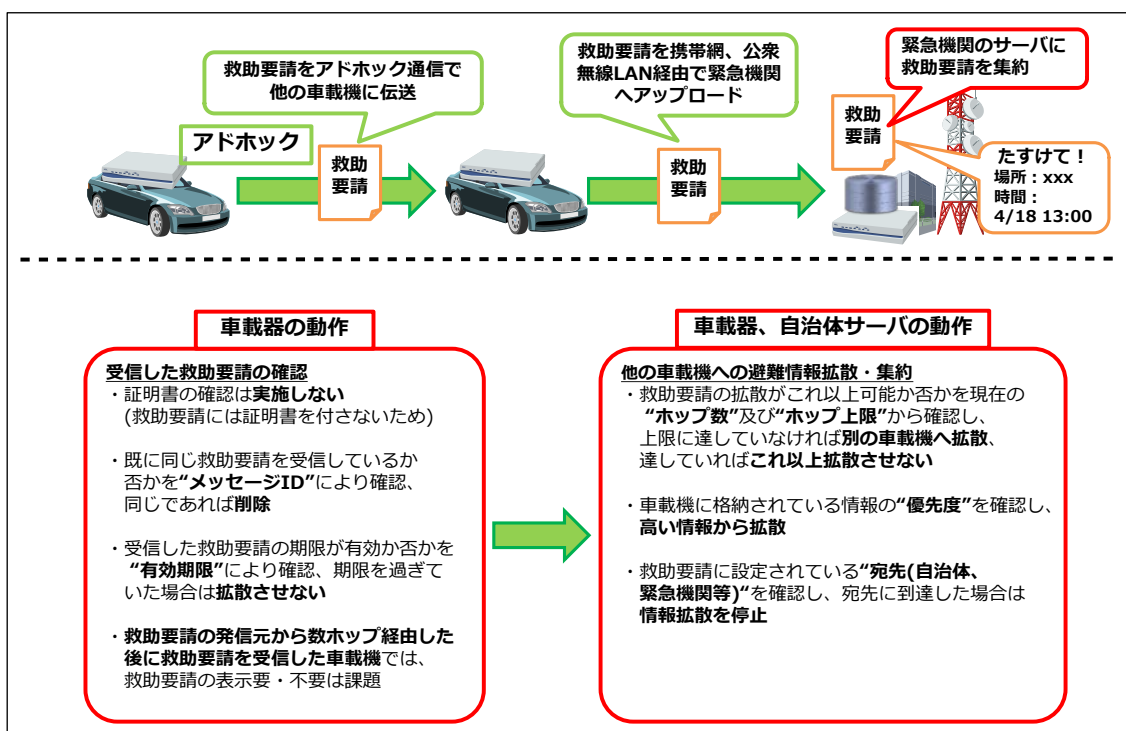 救助要請をアドホック通信で
他の車載機に伝送
救助要請を携帯網、公衆
無線LAN経由で緊急機関
へアップロード
緊急機関のサーバに
救助要請を集約
アドホック
救助
要請
救助
要請
救助
要請
たすけて！
場所：xxx
時間：
4/18 13:00
車載器の動作
受信した救助要請の確認
・証明書の確認は実施しない
(救助要請には証明書を付さないため)
・既に同じ救助要請を受信しているか
否かを“メッセージID”により確認、
同じであれば削除
・受信した救助要請の期限が有効か否かを
“有効期限”により確認、期限を過ぎて
いた場合は拡散させない
・救助要請の発信元から数ホップ経由した
後に救助要請を受信した車載機では、
救助要請の表示要・不要は課題
車載器、自治体サーバの動作
他の車載機への避難情報拡散・集約
・救助要請の拡散がこれ以上可能か否かを現在の
“ホップ数”及び“ホップ上限”から確認し、
上限に達していなければ別の車載機へ拡散、
達していればこれ以上拡散させない
・車載機に格納されている情報の“優先度”を確認し、
高い情報から拡散
・救助要請に設定されている“宛先(自治体、
緊急機関等)“を確認し、宛先に到達した場合は
情報拡散を停止